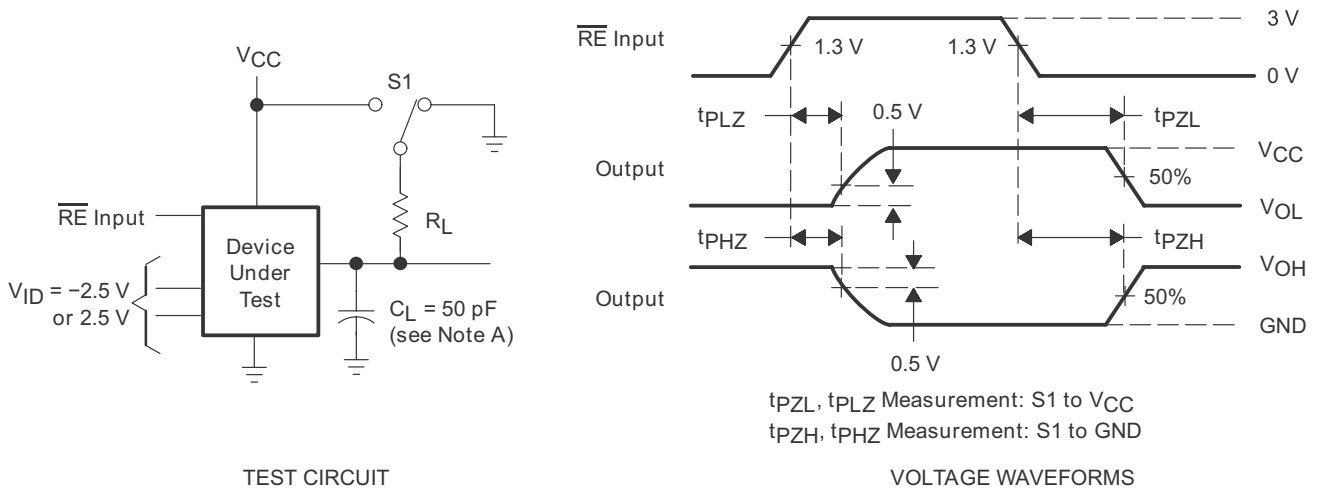 VCC
S1
RE Input
Device
Under
Test
RL
VID = −2.5 V
or 2.5 V
CL = 50 pF
(see Note A)
TEST CIRCUIT
RE Input
1.3 V
1.3 V
3 V
0 V
tPLZ
0.5 V
tPZL
Output
VCC
50%
VOL
tPHZ
tPZH
Output
VOH
50%
GND
0.5 V
tPZL, tPLZ Measurement: S1 to VCC
tPZH, tPHZ Measurement: S1 to GND
VOLTAGE WAVEFORMS